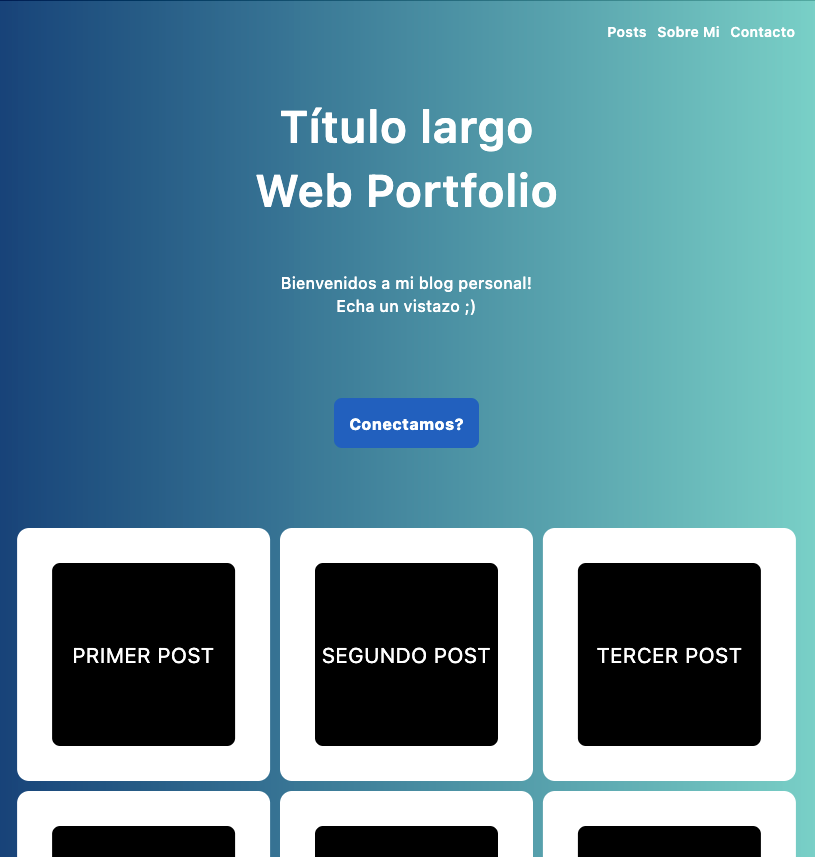 Posts Sobre Mi Contacto
Título largo
Web Portfolio
Bienvenidos a mi blog personal!
Echa un vistazo ;)
Conectamos?
PRIMER POST
SEGUNDO POST
TERCER POST